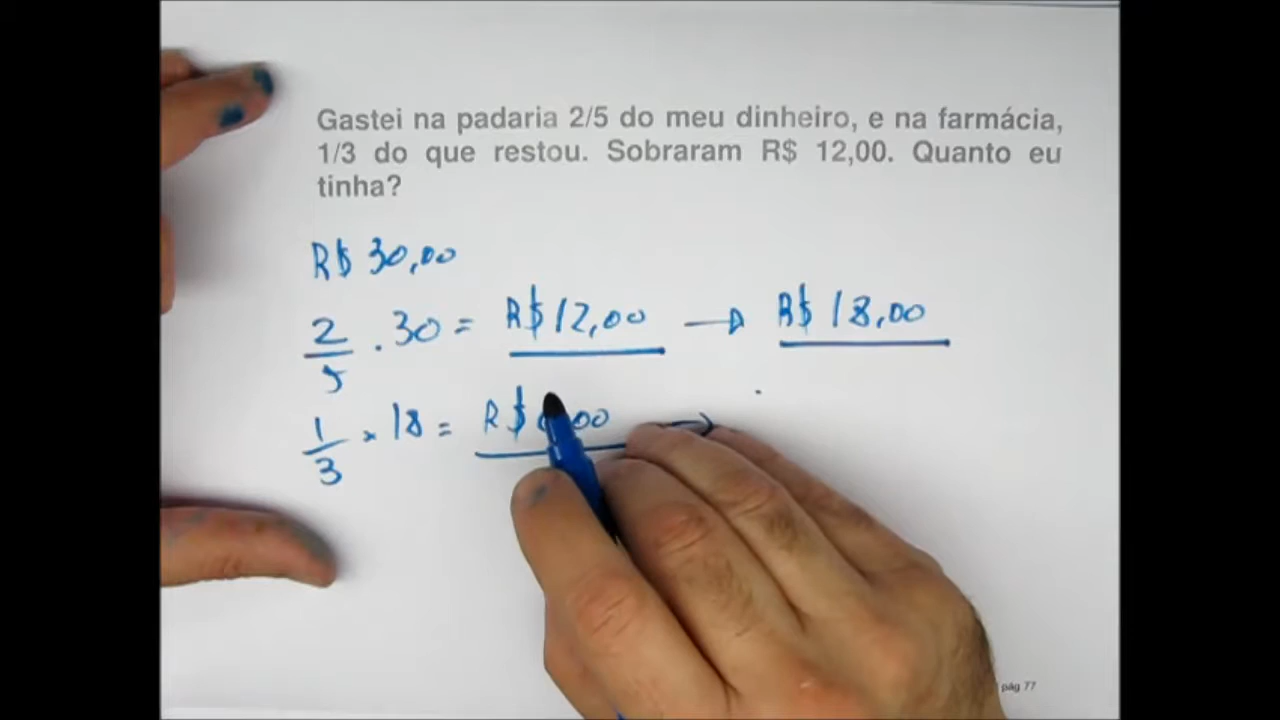 Gastei na padaria 2/5 do meu dinheiro, e na farmácia,
1/3 do que restou. Sobraram R$ 12,00. Quanto eu
tinha?
R$ 30,00
2/5 . 30 = R$ 12,00 → R$ 18,00
1/3 × 18 = R$ →
pág 77